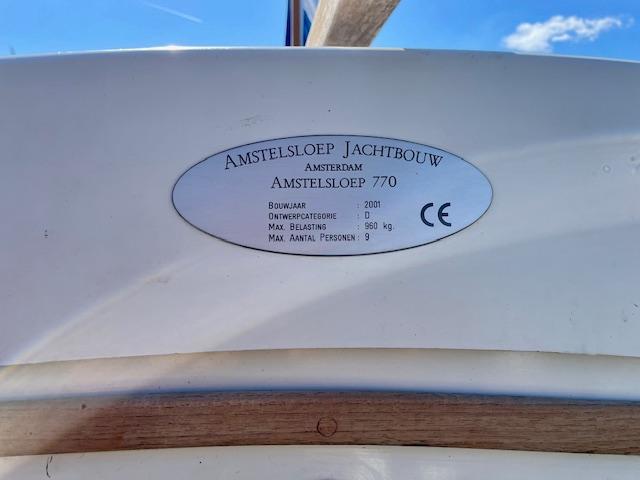 AMSTELSLOEP JACHTBOUW
AMSTERDAM
AMSTELSLOEP 770
BOUWJAAR : 2001
ONTWERPCATEGORIE : D
MAX. BELASTING : 960 kg.
MAX. AANTAL PERSONEN : 9
CE